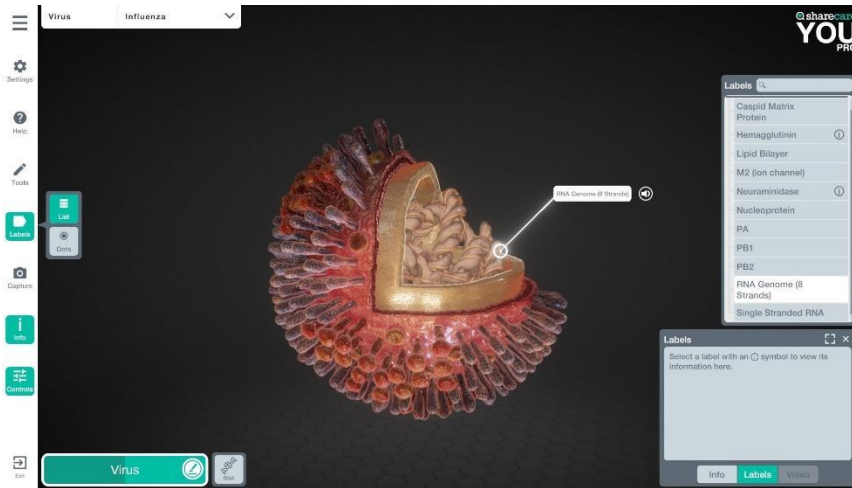 Virus
Influenza
sharecare
YOU
PRO
Settings
Help
Tools
Labels
List
Dots
Capture
Info
Controls
Exit
RNA Genome (8 Strands)
Labels
Caspid Matrix
Protein
Hemagglutinin
Lipid Bilayer
M2 (ion channel)
Neuraminidase
Nucleoprotein
PA
PB1
PB2
RNA Genome (8
Strands)
Single Stranded RNA
Labels
Select a label with an ⓘ symbol to view its
information here.
Info
Labels
Video
Virus
RNA